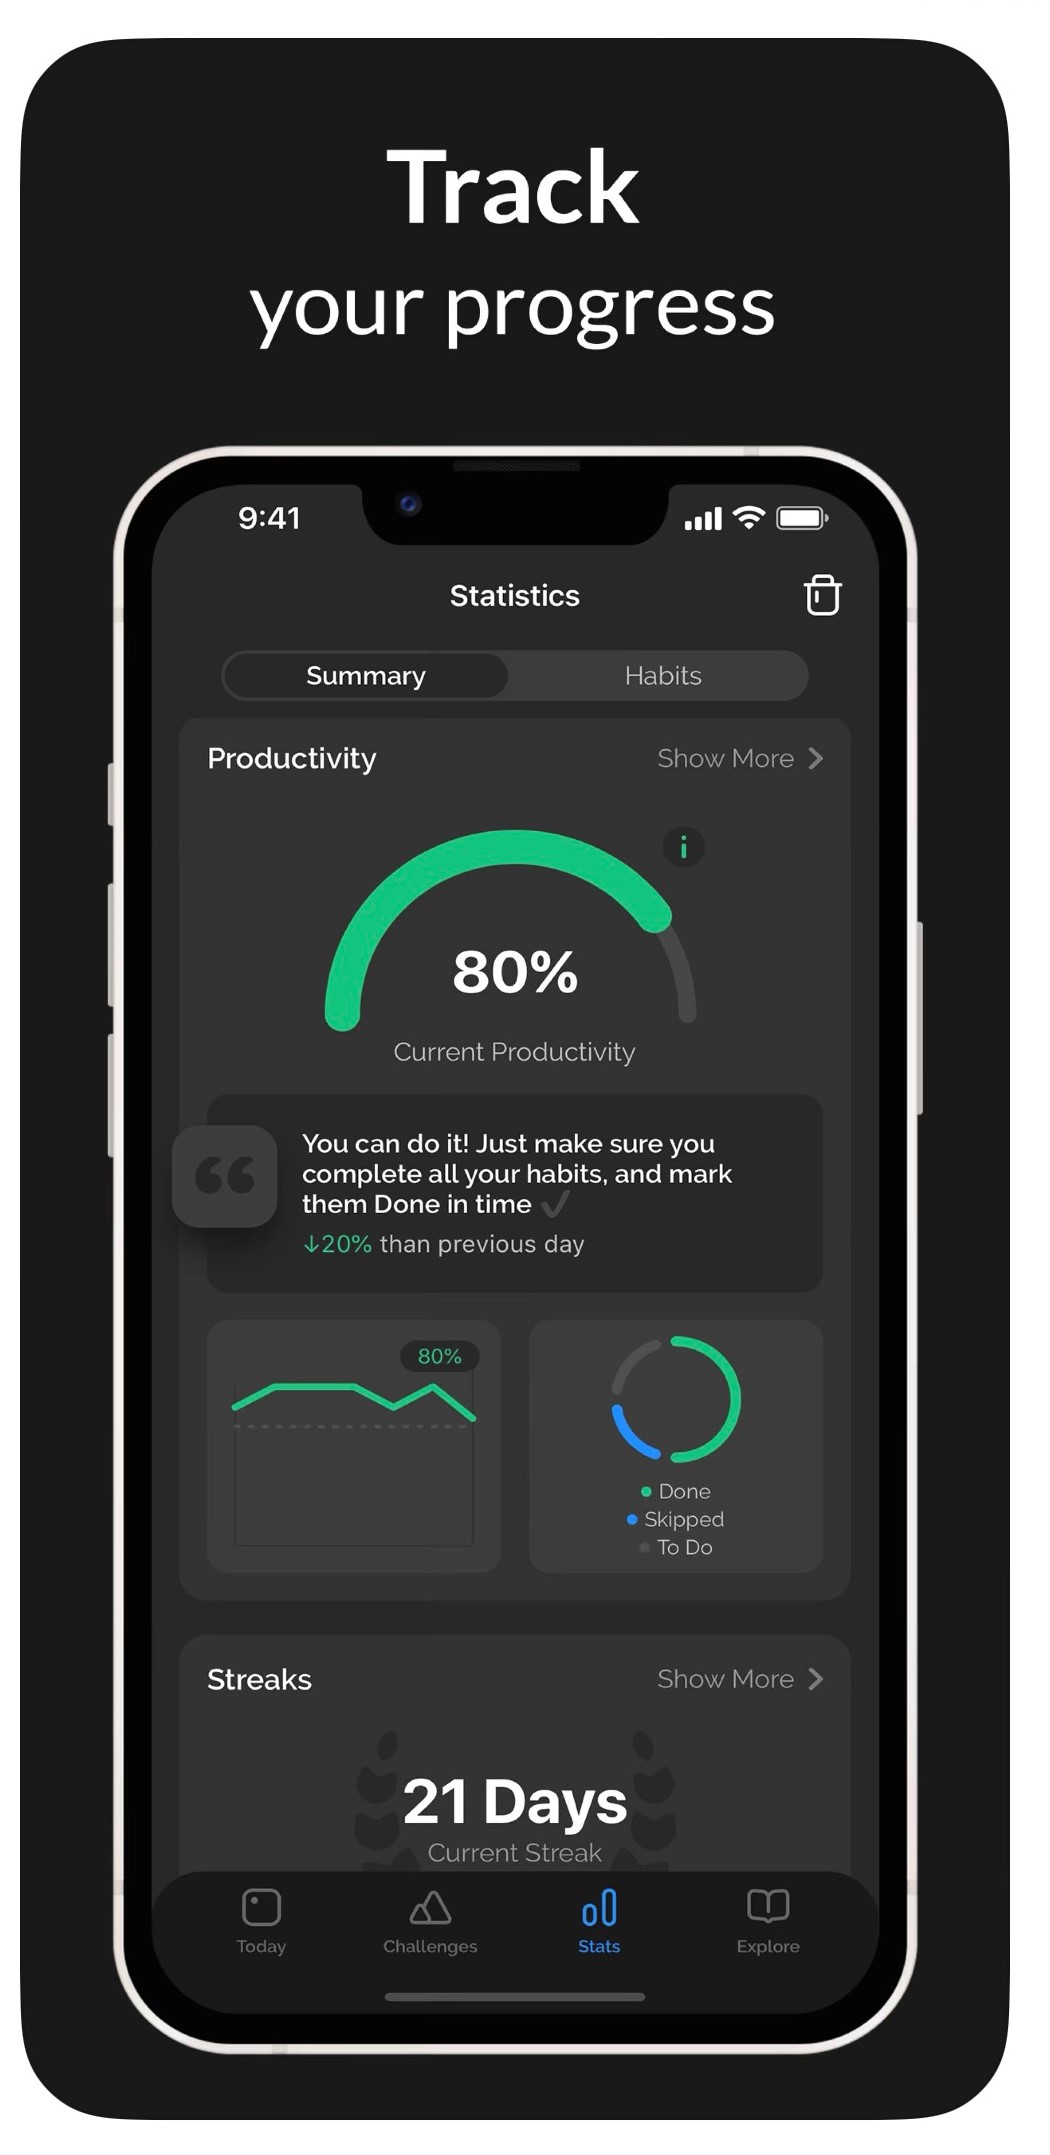 Track
your progress
9:41
Statistics
Summary
Habits
Productivity
Show More
80%
Current Productivity
You can do it! Just make sure you
complete all your habits, and mark
them Done in time ✓
↓20% than previous day
80%
Done
Skipped
To Do
Streaks
Show More
21 Days
Current Streak
Today
Challenges
Stats
Explore